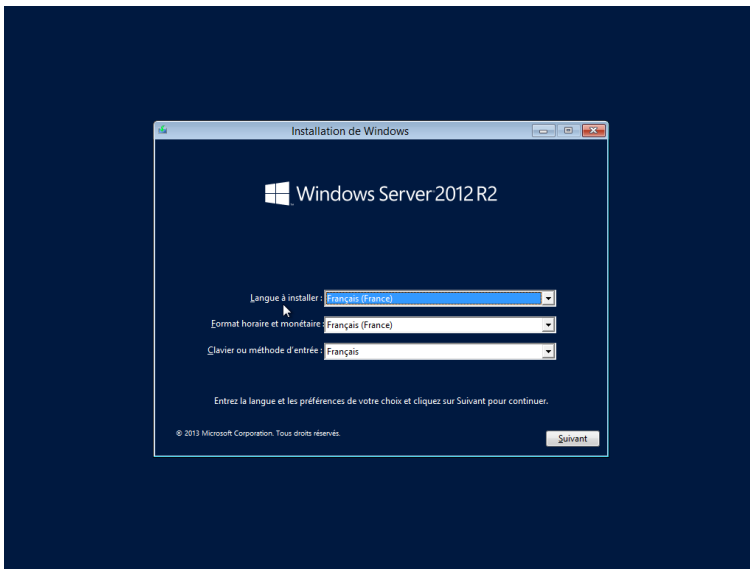 Installation de Windows
Windows Server 2012 R2
Langue à installer : Français (France)
Format horaire et monétaire : Français (France)
Clavier ou méthode d'entrée : Français
Entrez la langue et les préférences de votre choix et cliquez sur Suivant pour continuer.
© 2013 Microsoft Corporation. Tous droits réservés.
Suivant